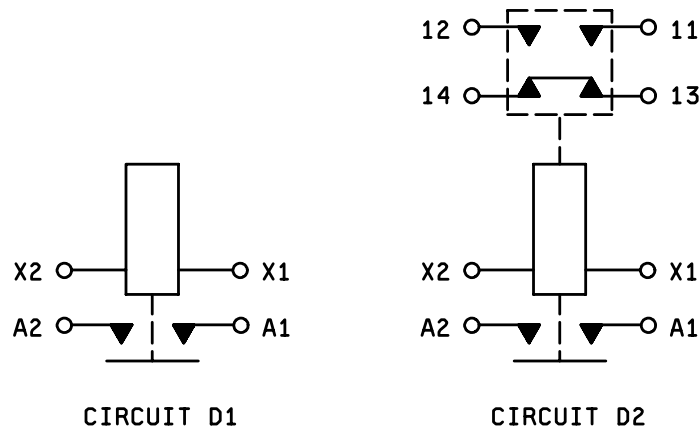 12 11
14 13
X2 X1 X2 X1
A2 A1 A2 A1
CIRCUIT D1 CIRCUIT D2